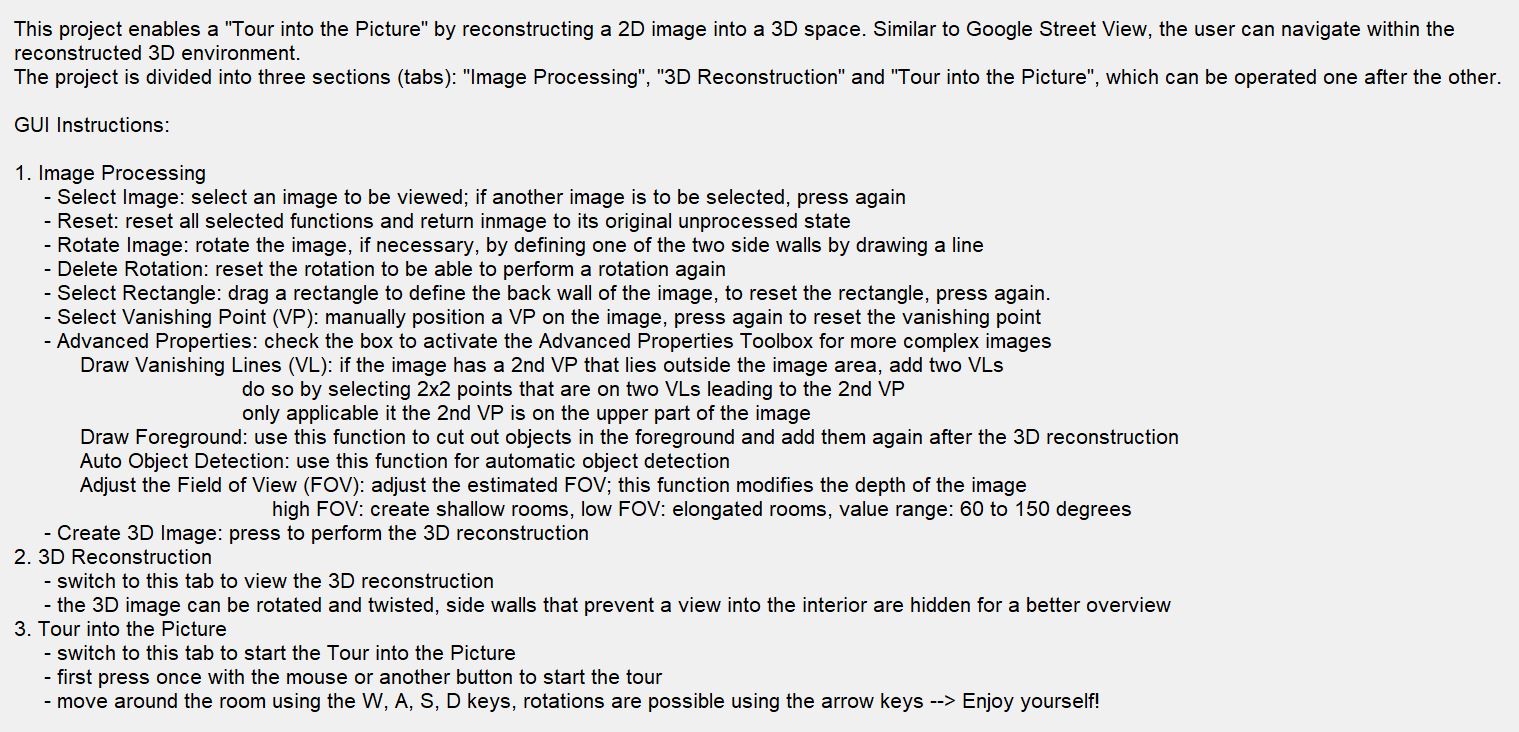 This project enables a "Tour into the Picture" by reconstructing a 2D image into a 3D space. Similar to Google Street View, the user can navigate within the
reconstructed 3D environment.
The project is divided into three sections (tabs): "Image Processing", "3D Reconstruction" and "Tour into the Picture", which can be operated one after the other.
GUI Instructions:
1. Image Processing
- Select Image: select an image to be viewed; if another image is to be selected, press again
- Reset: reset all selected functions and return inmage to its original unprocessed state
- Rotate Image: rotate the image, if necessary, by defining one of the two side walls by drawing a line
- Delete Rotation: reset the rotation to be able to perform a rotation again
- Select Rectangle: drag a rectangle to define the back wall of the image, to reset the rectangle, press again.
- Select Vanishing Point (VP): manually position a VP on the image, press again to reset the vanishing point
- Advanced Properties: check the box to activate the Advanced Properties Toolbox for more complex images
Draw Vanishing Lines (VL): if the image has a 2nd VP that lies outside the image area, add two VLs
do so by selecting 2x2 points that are on two VLs leading to the 2nd VP
only applicable it the 2nd VP is on the upper part of the image
Draw Foreground: use this function to cut out objects in the foreground and add them again after the 3D reconstruction
Auto Object Detection: use this function for automatic object detection
Adjust the Field of View (FOV): adjust the estimated FOV; this function modifies the depth of the image
high FOV: create shallow rooms, low FOV: elongated rooms, value range: 60 to 150 degrees
- Create 3D Image: press to perform the 3D reconstruction
2. 3D Reconstruction
- switch to this tab to view the 3D reconstruction
- the 3D image can be rotated and twisted, side walls that prevent a view into the interior are hidden for a better overview
3. Tour into the Picture
- switch to this tab to start the Tour into the Picture
- first press once with the mouse or another button to start the tour
- move around the room using the W, A, S, D keys, rotations are possible using the arrow keys --> Enjoy yourself!